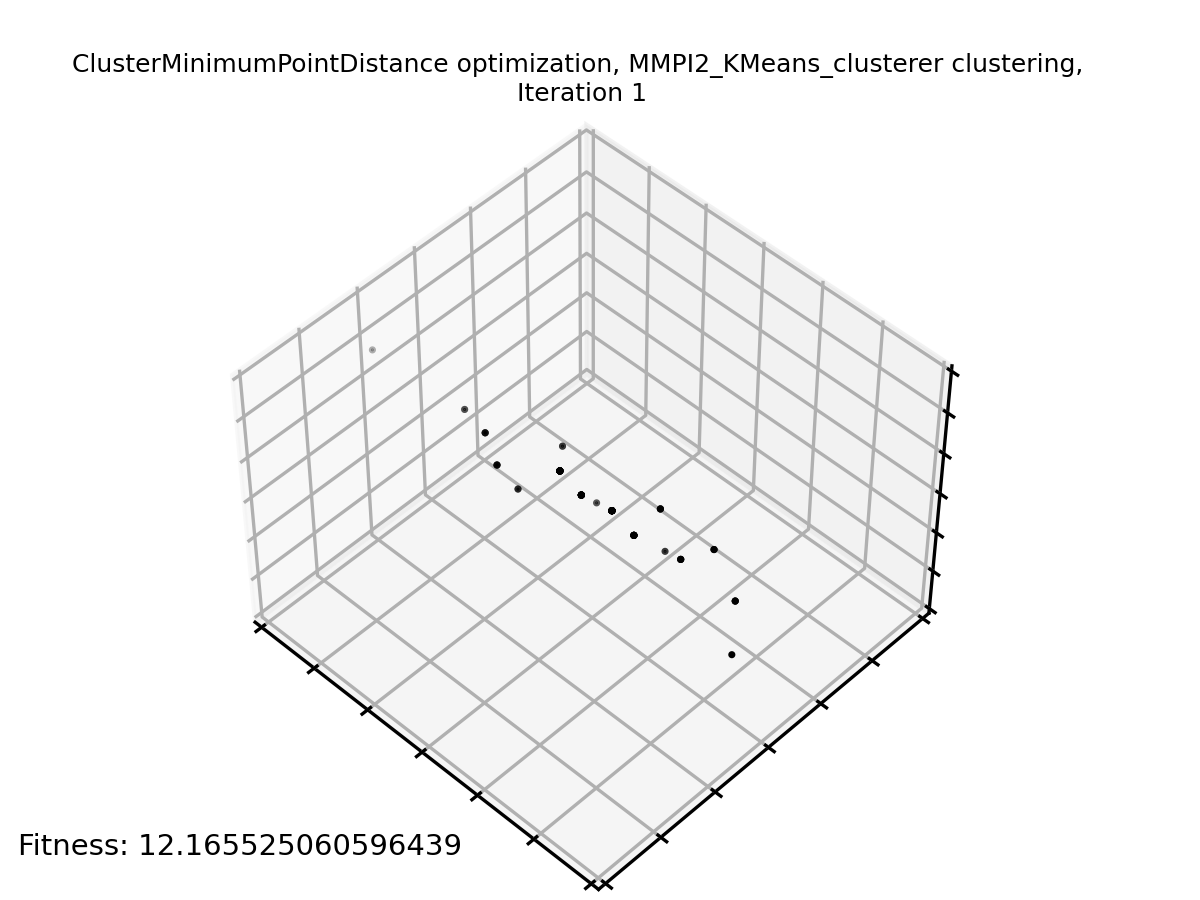 ClusterMinimumPointDistance optimization, MMPI2_KMeans_clusterer clustering,
Iteration 1
Fitness: 12.165525060596439